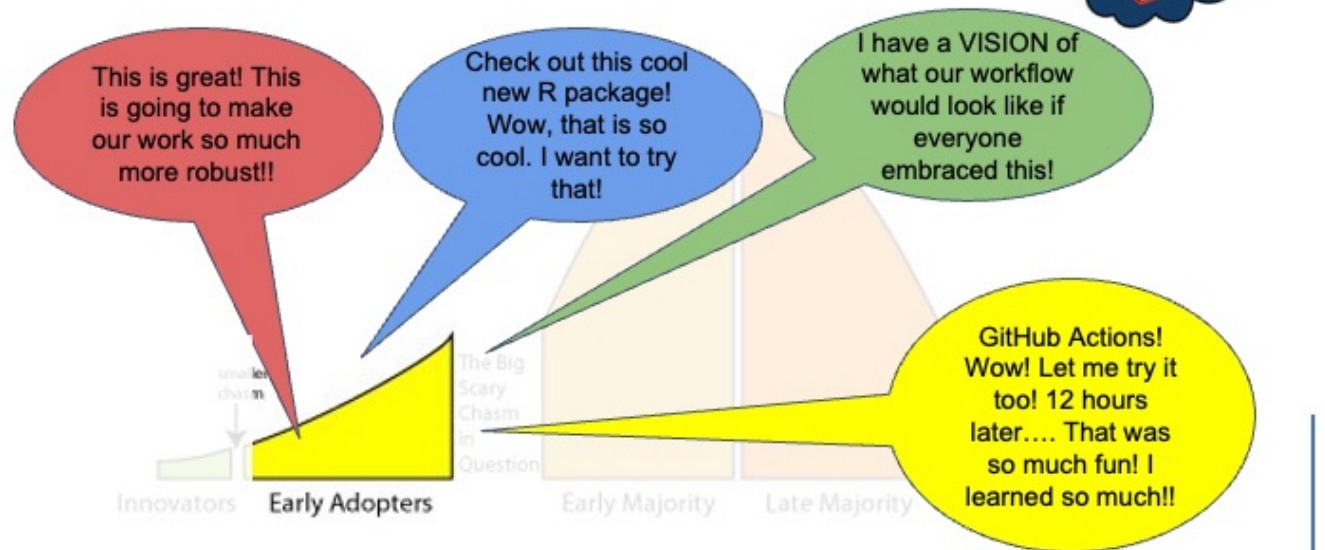 This is great! This
is going to make
our work so much
more robust!!
Check out this cool
new R package!
Wow, that is so
cool. I want to try
that!
I have a VISION of
what our workflow
would look like if
everyone
embraced this!
GitHub Actions!
Wow! Let me try it
too! 12 hours
later.... That was
so much fun! I
learned so much!!
smaller
chasm
The Big
Scary
Chasm
in
Question
Innovators
Early Adopters
Early Majority
Late Majority